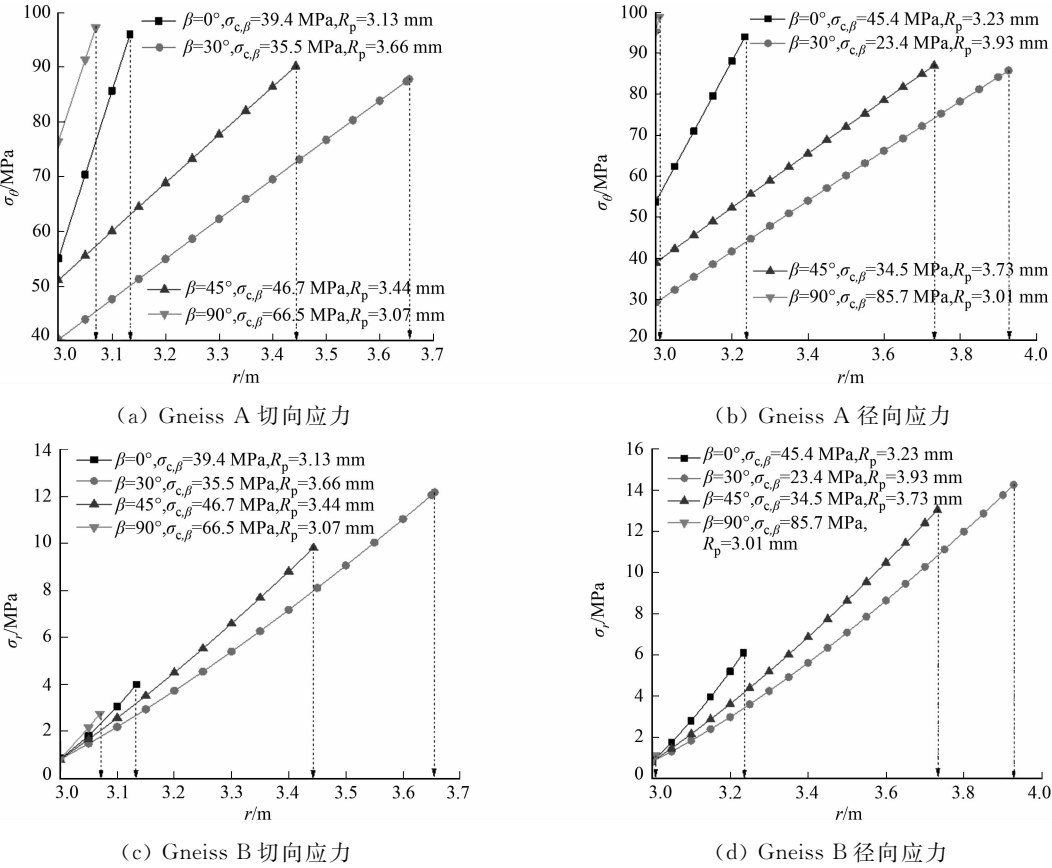 β=0°,σc,β=39.4 MPa,Rp=3.13 mm
β=30°,σc,β=35.5 MPa,Rp=3.66 mm
100
90
80
70
60
50
40
σθ/MPa
β=45°,σc,β=46.7 MPa,Rp=3.44 mm
β=90°,σc,β=66.5 MPa,Rp=3.07 mm
3.0 3.1 3.2 3.3 3.4 3.5 3.6 3.7
r/m
(a) Gneiss A 切向应力
β=0°,σc,β=45.4 MPa,Rp=3.23 mm
β=30°,σc,β=23.4 MPa,Rp=3.93 mm
100
90
80
70
60
50
40
30
20
σθ/MPa
β=45°,σc,β=34.5 MPa,Rp=3.73 mm
β=90°,σc,β=85.7 MPa,Rp=3.01 mm
3.0 3.2 3.4 3.6 3.8 4.0
r/m
(b) Gneiss A 径向应力
β=0°,σc,β=39.4 MPa,Rp=3.13 mm
β=30°,σc,β=35.5 MPa,Rp=3.66 mm
β=45°,σc,β=46.7 MPa,Rp=3.44 mm
β=90°,σc,β=66.5 MPa,Rp=3.07 mm
14
12
10
8
6
4
2
0
σr/MPa
3.0 3.1 3.2 3.3 3.4 3.5 3.6 3.7
r/m
(c) Gneiss B 切向应力
β=0°,σc,β=45.4 MPa,Rp=3.23 mm
β=30°,σc,β=23.4 MPa,Rp=3.93 mm
β=45°,σc,β=34.5 MPa,Rp=3.73 mm
β=90°,σc,β=85.7 MPa,
Rp=3.01 mm
16
14
12
10
8
6
4
2
0
σr/MPa
3.0 3.2 3.4 3.6 3.8 4.0
r/m
(d) Gneiss B 径向应力